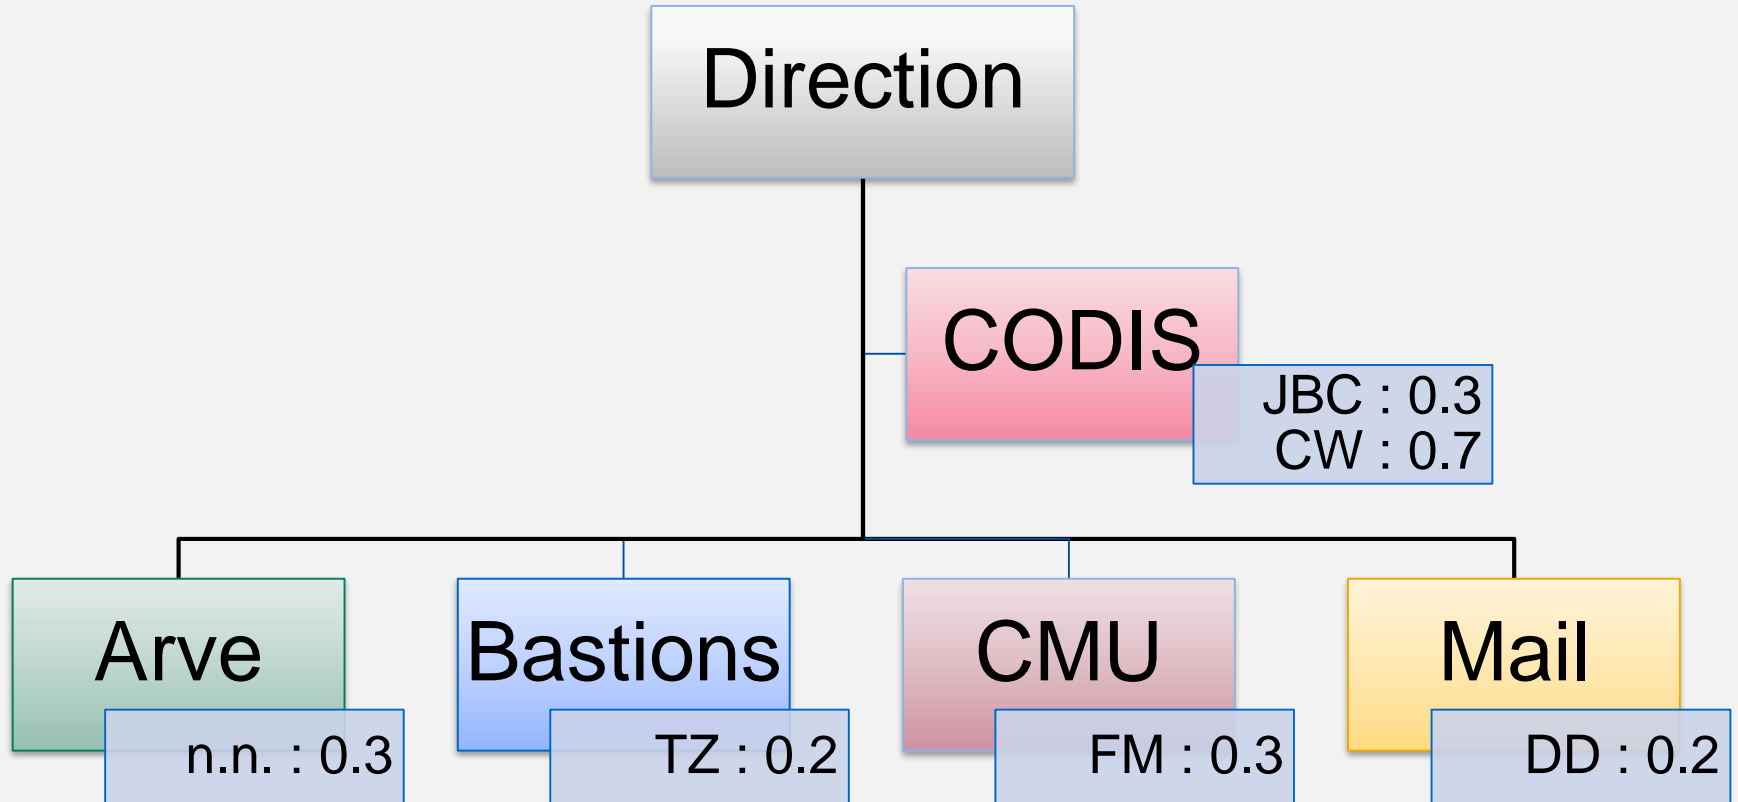 Direction
CODIS
JBC : 0.3
CW : 0.7
Arve
n.n. : 0.3
Bastions
TZ : 0.2
CMU
FM : 0.3
Mail
DD : 0.2